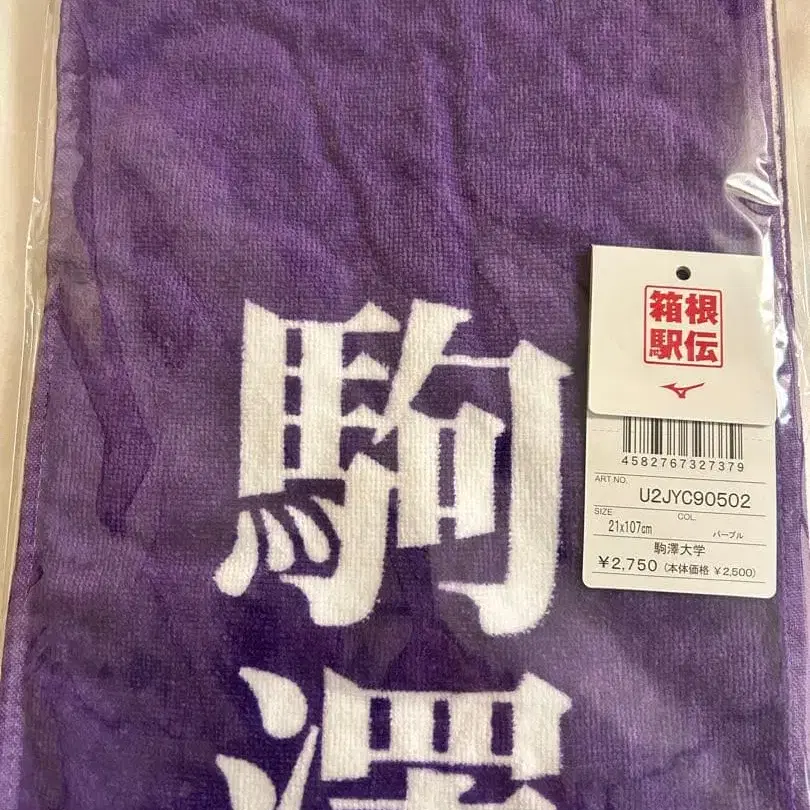 駒
澤
箱根
駅伝
4582767327379
ART NO.
U2JYC90502
SIZE
COL.
21x107cm
パープル
駒澤大学
¥2,750 (本体価格 ¥2,500)